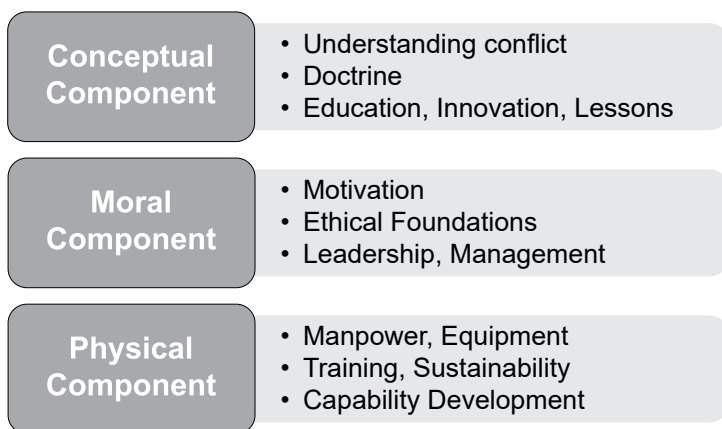 Conceptual
Component
• Understanding conflict
• Doctrine
• Education, Innovation, Lessons
Moral
Component
• Motivation
• Ethical Foundations
• Leadership, Management
Physical
Component
• Manpower, Equipment
• Training, Sustainability
• Capability Development